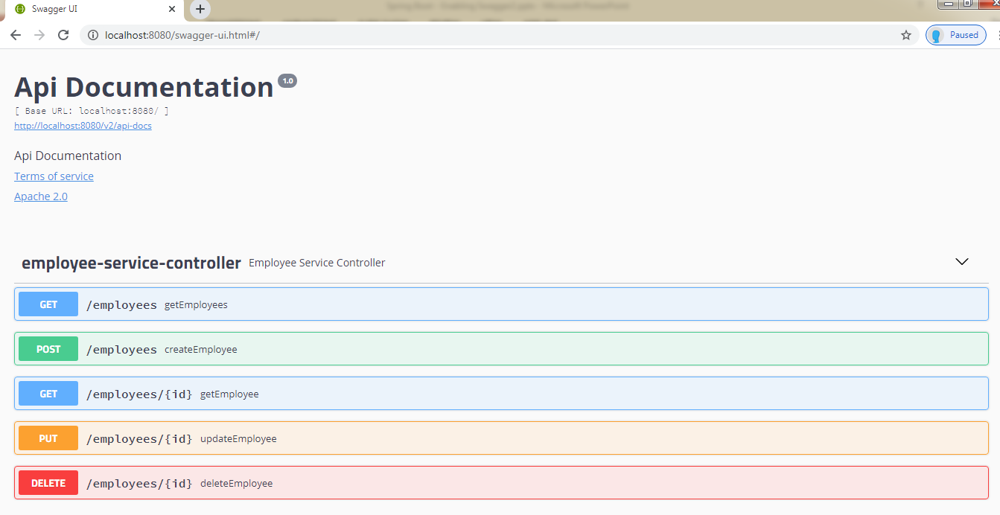 Swagger UI
localhost:8080/swagger-ui.html#/
Paused
Api Documentation 1.0
[ Base URL: localhost:8080/ ]
http://localhost:8080/v2/api-docs
Api Documentation
Terms of service
Apache 2.0
employee-service-controller Employee Service Controller
GET /employees getEmployees
POST /employees createEmployee
GET /employees/{id} getEmployee
PUT /employees/{id} updateEmployee
DELETE /employees/{id} deleteEmployee